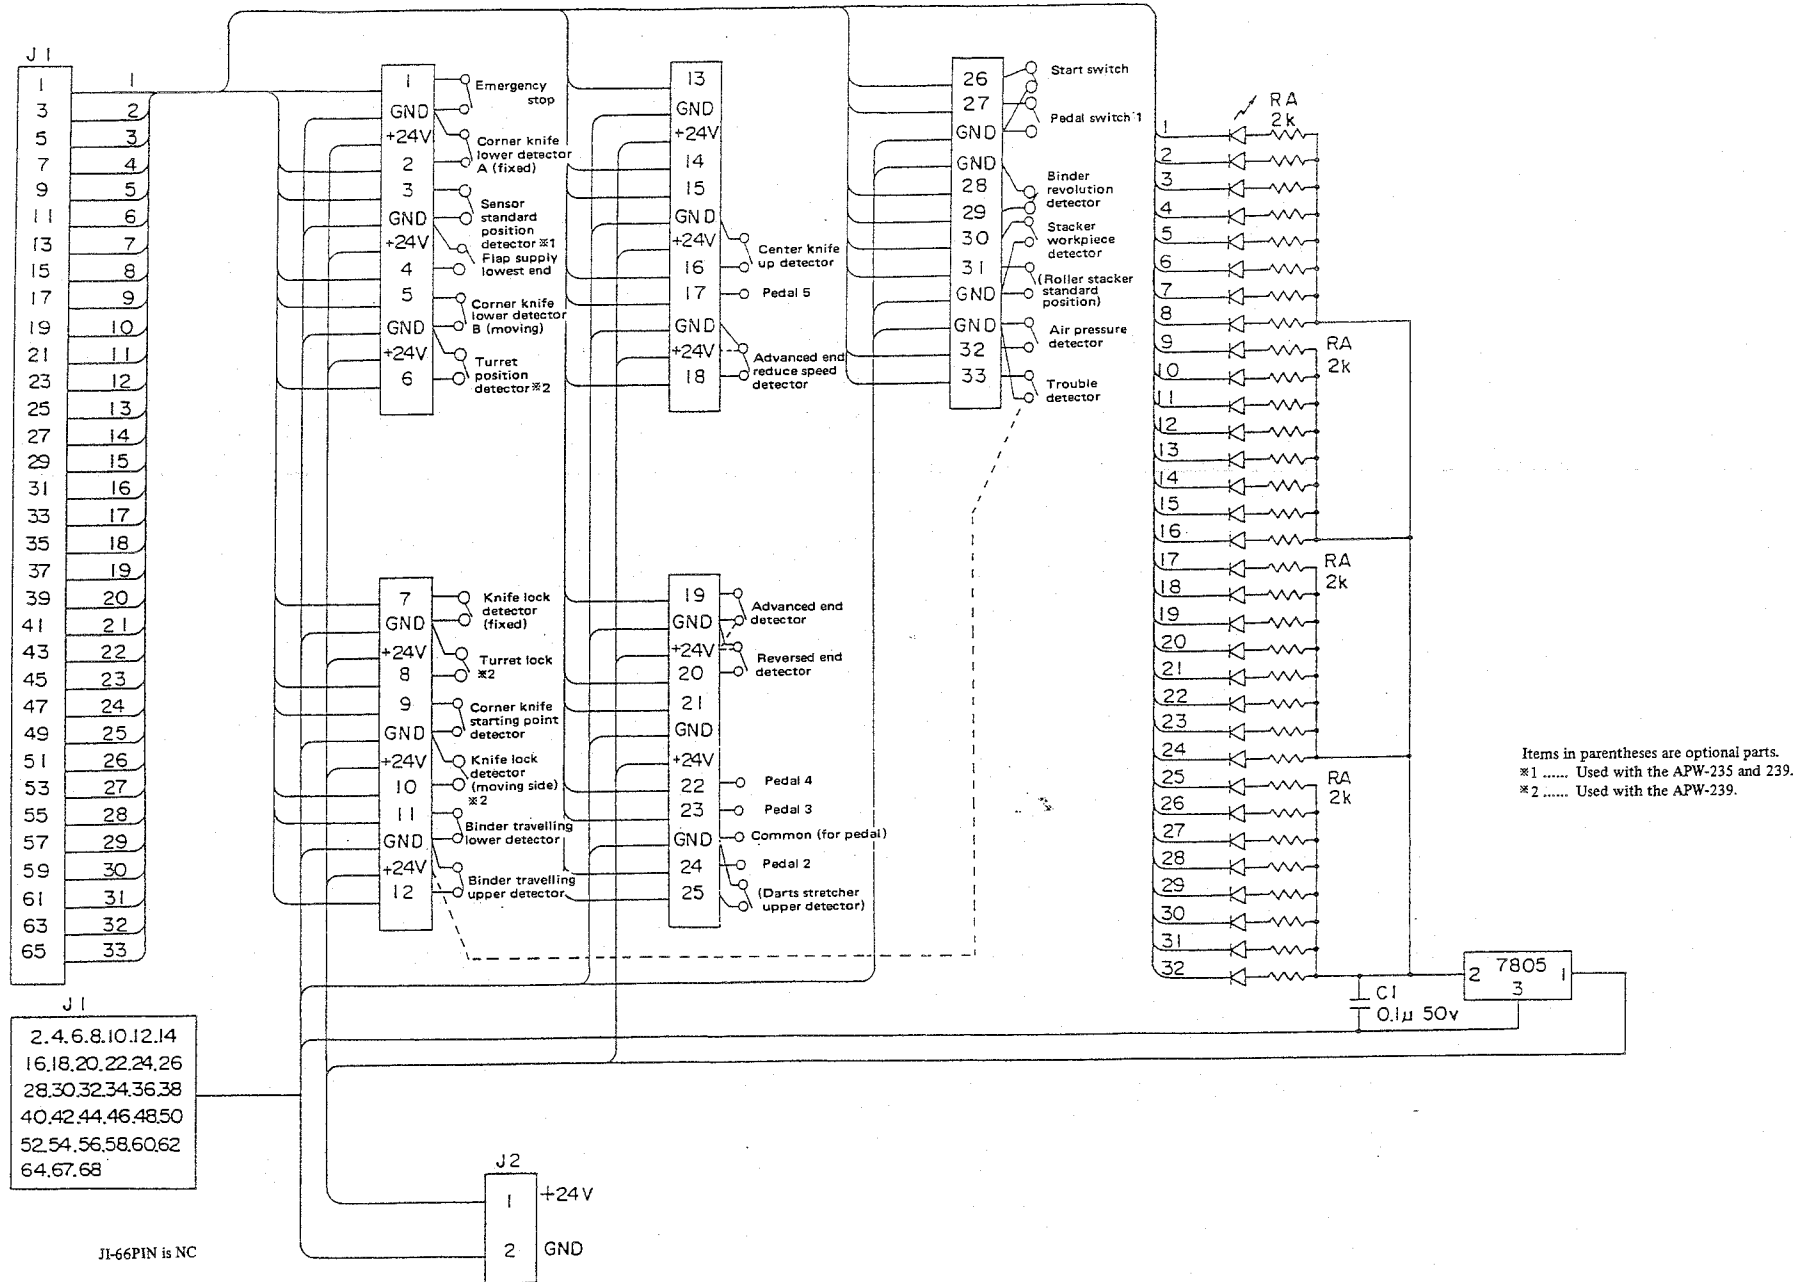 J1
1 1
3 2
5 3
7 4
9 5
11 6
13 7
15 8
17 9
19 10
21 11
23 12
25 13
27 14
29 15
31 16
33 17
35 18
37 19
39 20
41 21
43 22
45 23
47 24
49 25
51 26
53 27
55 28
57 29
59 30
61 31
63 32
65 33
J1
2.4.6.8.10.12.14
16.18.20.22.24.26
28.30.32.34.36.38
40.42.44.46.48.50
52.54.56.58.60.62
64.67.68
JI-66PIN is NC
1
GND
+24V
2
3
GND
+24V
4
5
GND
+24V
6
Emergency
stop
Corner knife
lower detector
A (fixed)
Sensor
standard
position
detector ※1
Flap supply
lowest end
Corner knife
lower detector
B (moving)
Turret
position
detector ※2
7
GND
+24V
8
9
GND
+24V
10
11
GND
+24V
12
Knife lock
detector
(fixed)
Turret lock
※2
Corner knife
starting point
detector
Knife lock
detector
(moving side)
※2
Binder travelling
lower detector
Binder travelling
upper detector
13
GND
+24V
14
15
GND
+24V
16
17
GND
+24V
18
Center knife
up detector
Pedal 5
Advanced end
reduce speed
detector
19
GND
+24V
20
21
GND
+24V
22
23
GND
24
25
Advanced end
detector
Reversed end
detector
Pedal 4
Pedal 3
Common (for pedal)
Pedal 2
(Darts stretcher
upper detector)
26
27
GND
GND
28
29
30
31
GND
GND
32
33
Start switch
Pedal switch 1
Binder
revolution
detector
Stacker
workpiece
detector
(Roller stacker
standard
position)
Air pressure
detector
Trouble
detector
RA
2k
1
2
3
4
5
6
7
8
RA
2k
9
10
11
12
13
14
15
16
RA
2k
17
18
19
20
21
22
23
24
RA
2k
25
26
27
28
29
30
31
32
2 7805 1
3
C1
0.1μ 50v
Items in parentheses are optional parts.
※1 ...... Used with the APW-235 and 239.
※2 ...... Used with the APW-239.
J2
1 +24V
2 GND